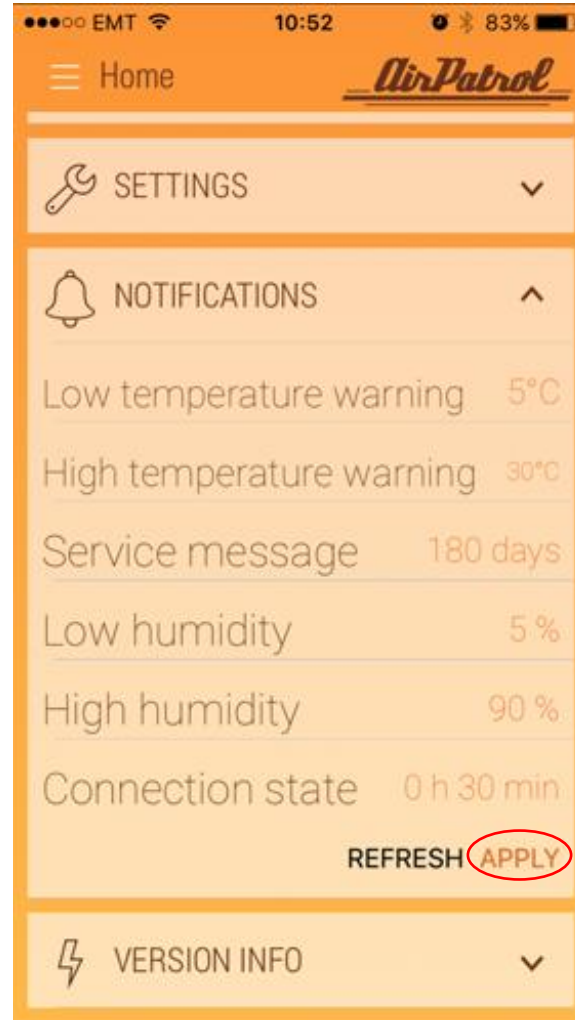 EMT 10:52 83%
Home AirPatrol
SETTINGS
NOTIFICATIONS
Low temperature warning 5°C
High temperature warning 30°C
Service message 180 days
Low humidity 5 %
High humidity 90 %
Connection state 0 h 30 min
REFRESH APPLY
VERSION INFO